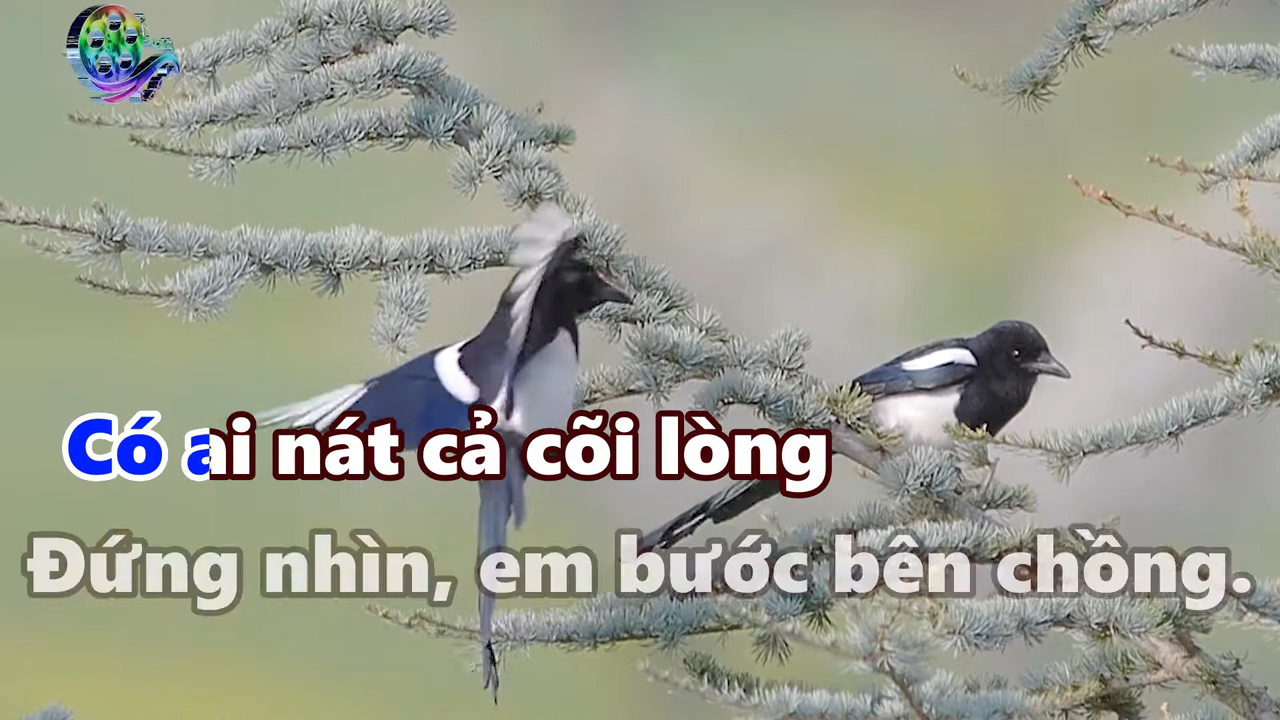 Có ai nát cả cõi lòng
Đứng nhìn, em bước bên chồng.